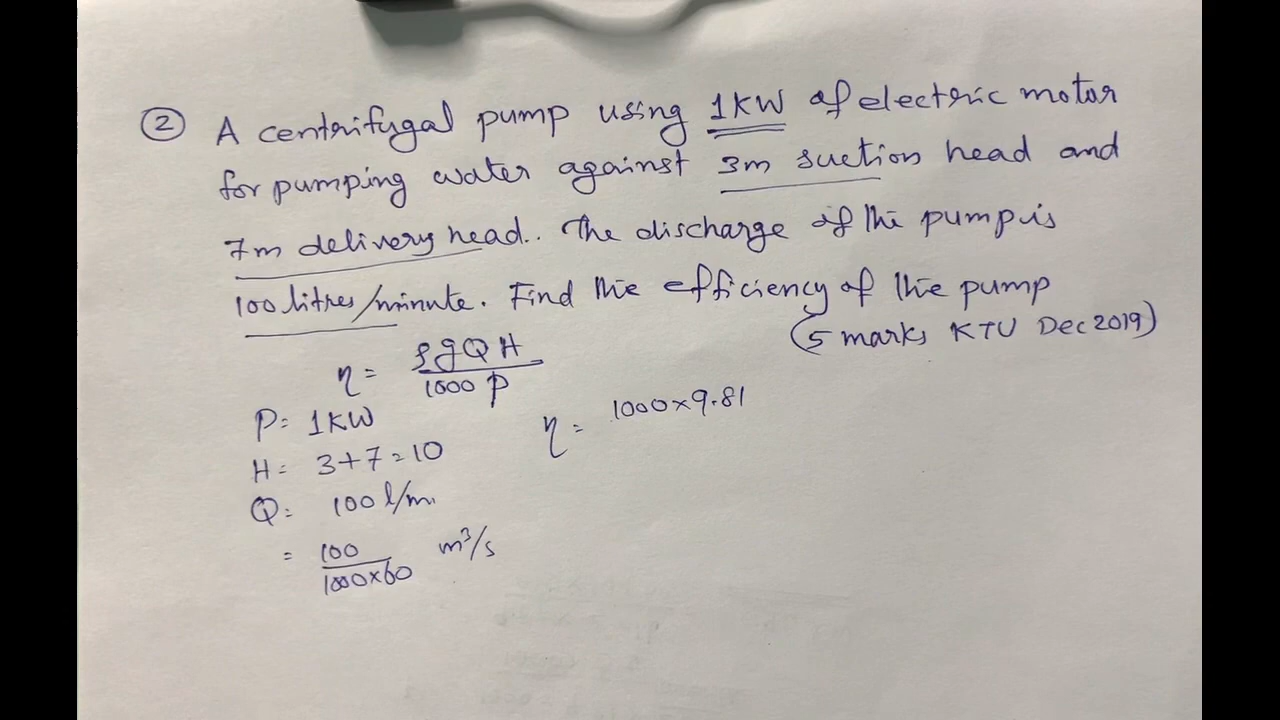 ② A centrifugal pump using 1KW of electric motor
for pumping water against 3m suction head and
7m delivery head.. The discharge of the pump is
100 litres/minute. Find the efficiency of the pump
(5 marks KTU Dec 2019)
η = ρgQH / 1000 P
P = 1KW
η = 1000×9.81
H = 3+7=10
Q = 100 l/m.
= 100 / 1000×60 m³/s